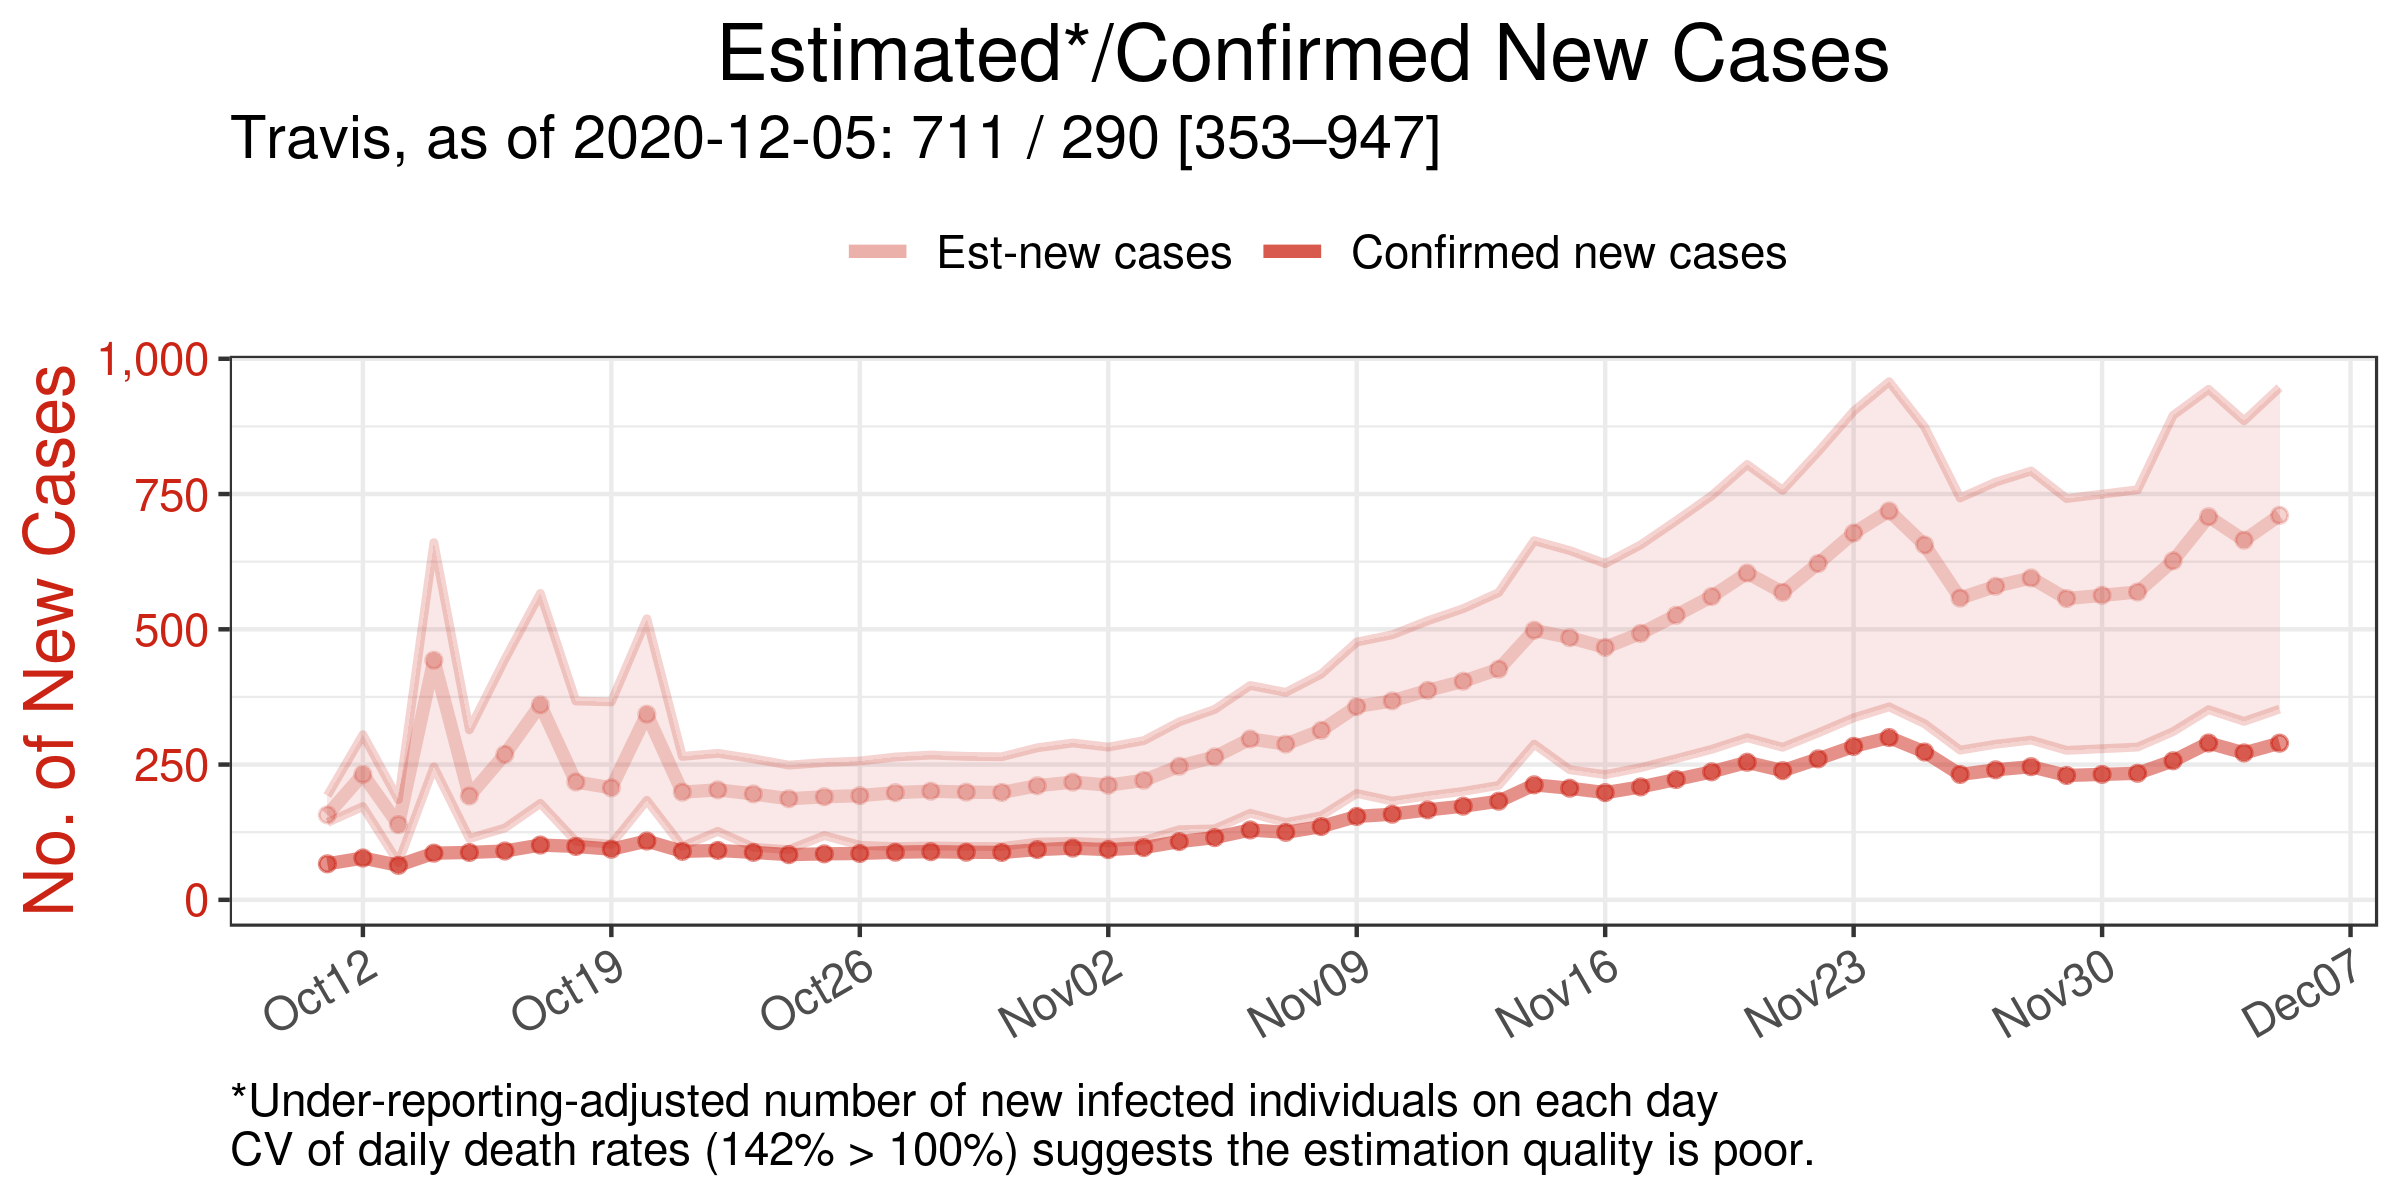 Estimated*/Confirmed New Cases
Travis, as of 2020-12-05: 711 / 290 [353–947]
Est-new cases
Confirmed new cases
No. of New Cases
1,000
750
500
250
0
Oct12
Oct19
Oct26
Nov02
Nov09
Nov16
Nov23
Nov30
Dec07
*Under-reporting-adjusted number of new infected individuals on each day
CV of daily death rates (142% > 100%) suggests the estimation quality is poor.